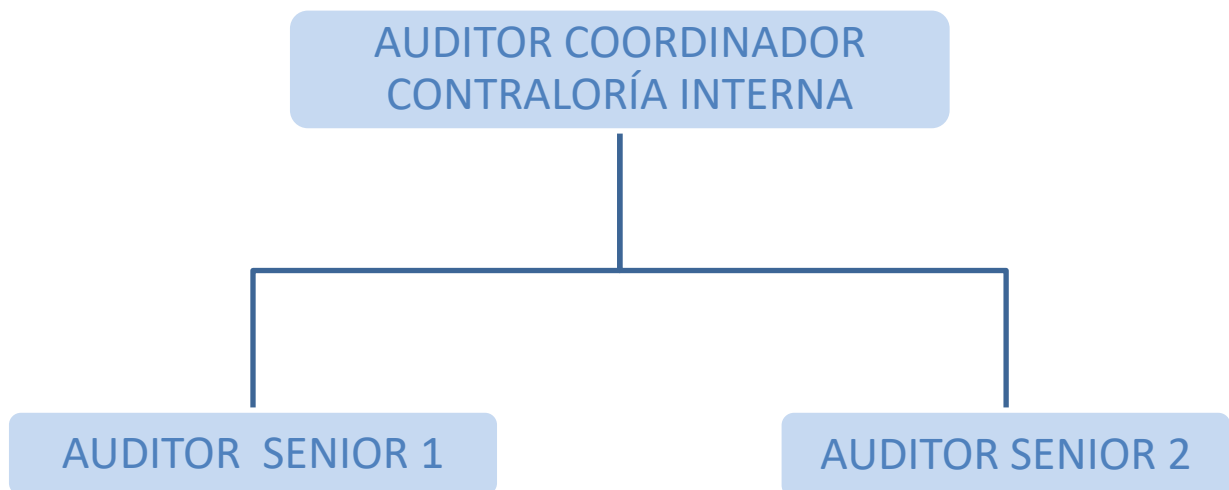 AUDITOR COORDINADOR
CONTRALORÍA INTERNA
AUDITOR  SENIOR 1
AUDITOR SENIOR 2